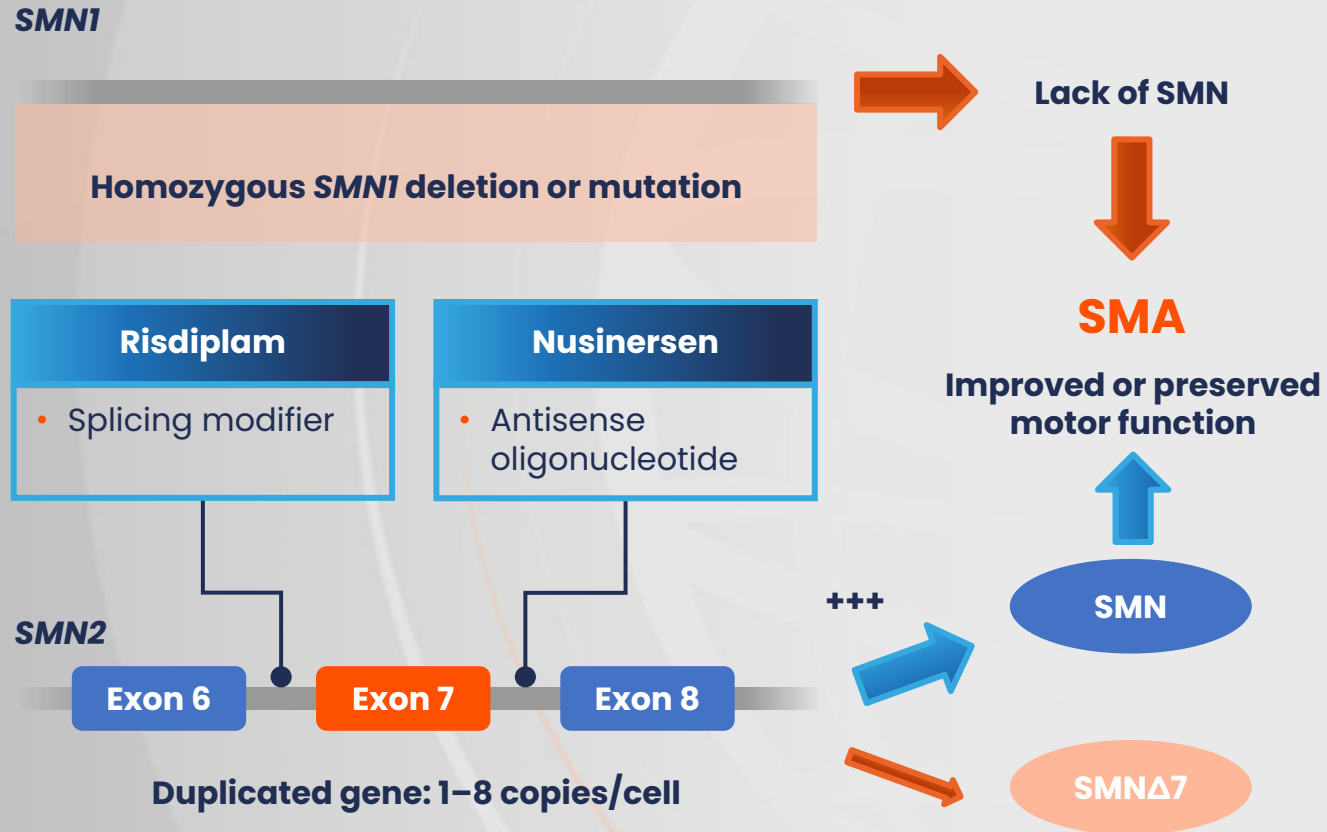 SMN1
Lack of SMN
Homozygous SMN1 deletion or mutation
SMA
Risdiplam
• Splicing modifier
Nusinersen
• Antisense
oligonucleotide
Improved or preserved
motor function
+++
SMN
SMN2
Exon 6
Exon 7
Exon 8
SMNΔ7
Duplicated gene: 1–8 copies/cell